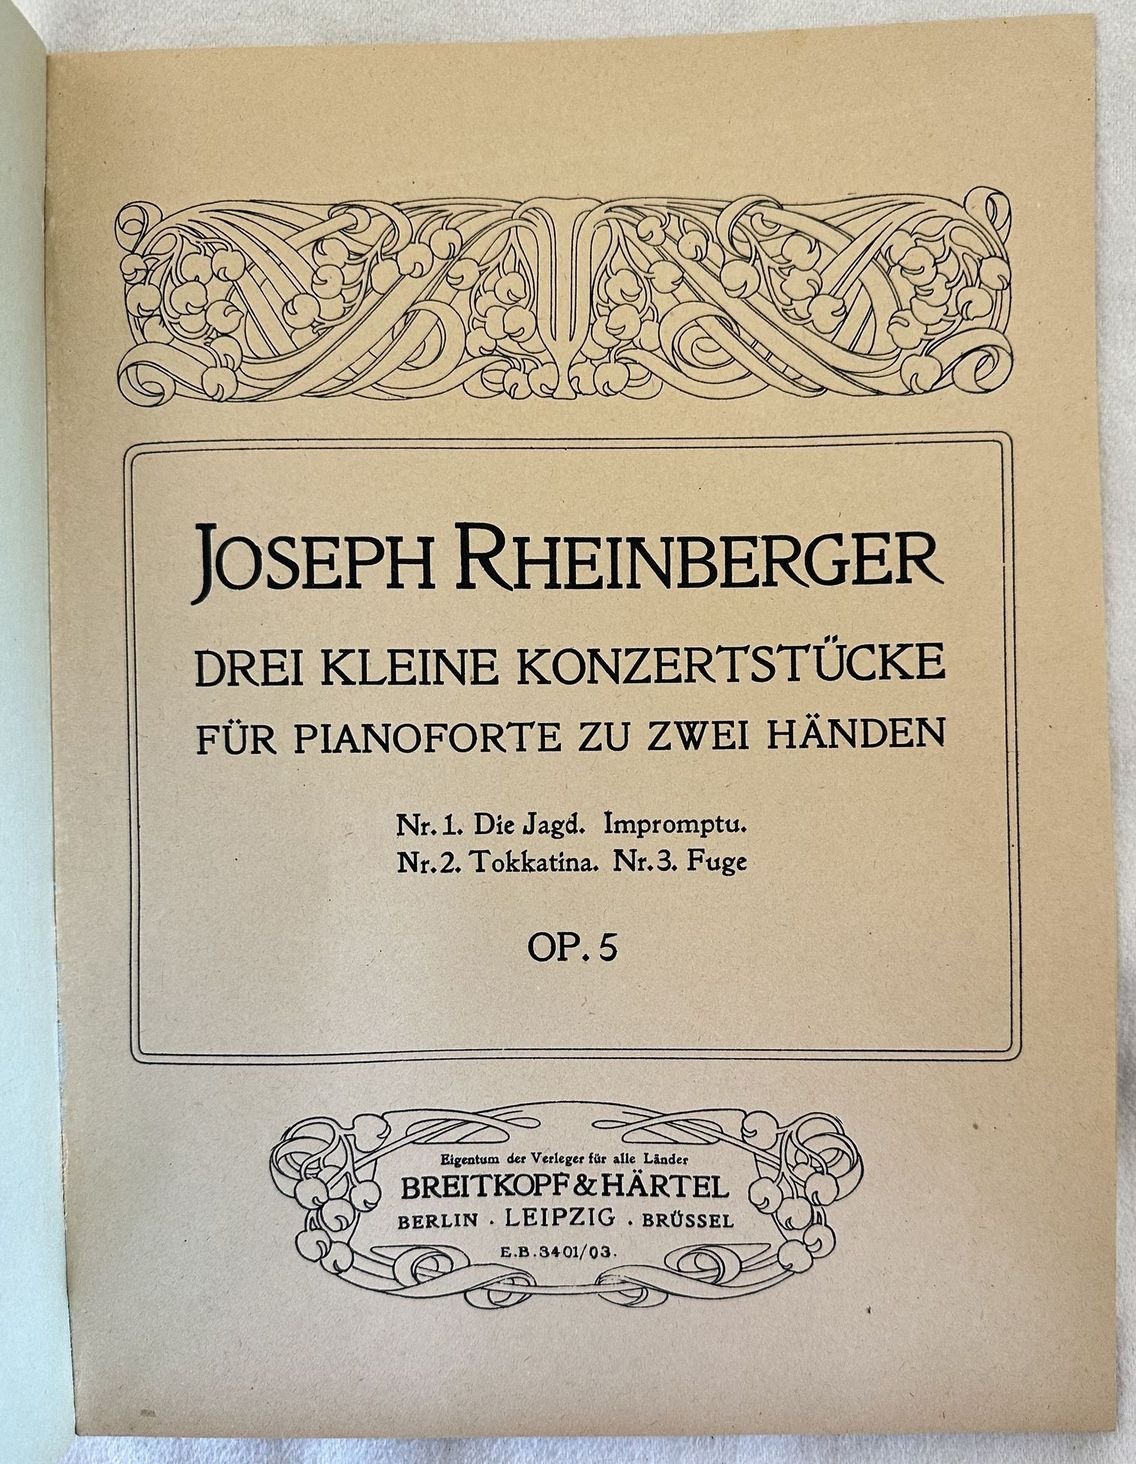 JOSEPH RHEINBERGER
DREI KLEINE KONZERTSTÜCKE
FÜR PIANOFORTE ZU ZWEI HÄNDEN
Nr. 1. Die Jagd. Impromptu.
Nr. 2. Tokkatina. Nr. 3. Fuge
OP. 5
Eigentum der Verleger für alle Länder
BREITKOPF & HÄRTEL
BERLIN . LEIPZIG . BRÜSSEL
E.B. 3401/03.